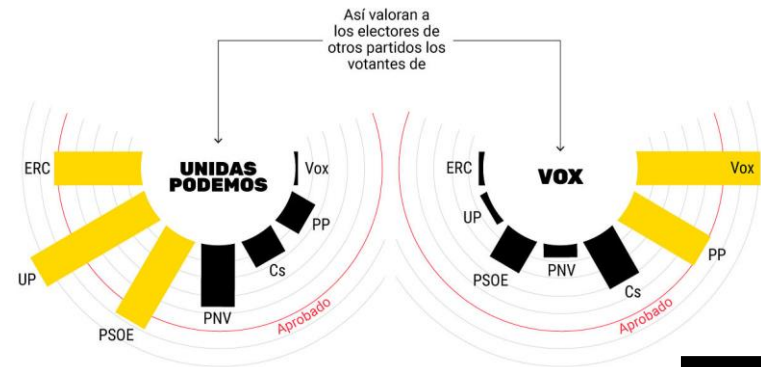 Así valoran a
los electores de
otros partidos los
votantes de
UNIDAS
PODEMOS
ERC
UP
PSOE
PNV
Cs
PP
Vox
Aprobado
VOX
ERC
UP
PSOE
PNV
Cs
PP
Vox
Aprobado